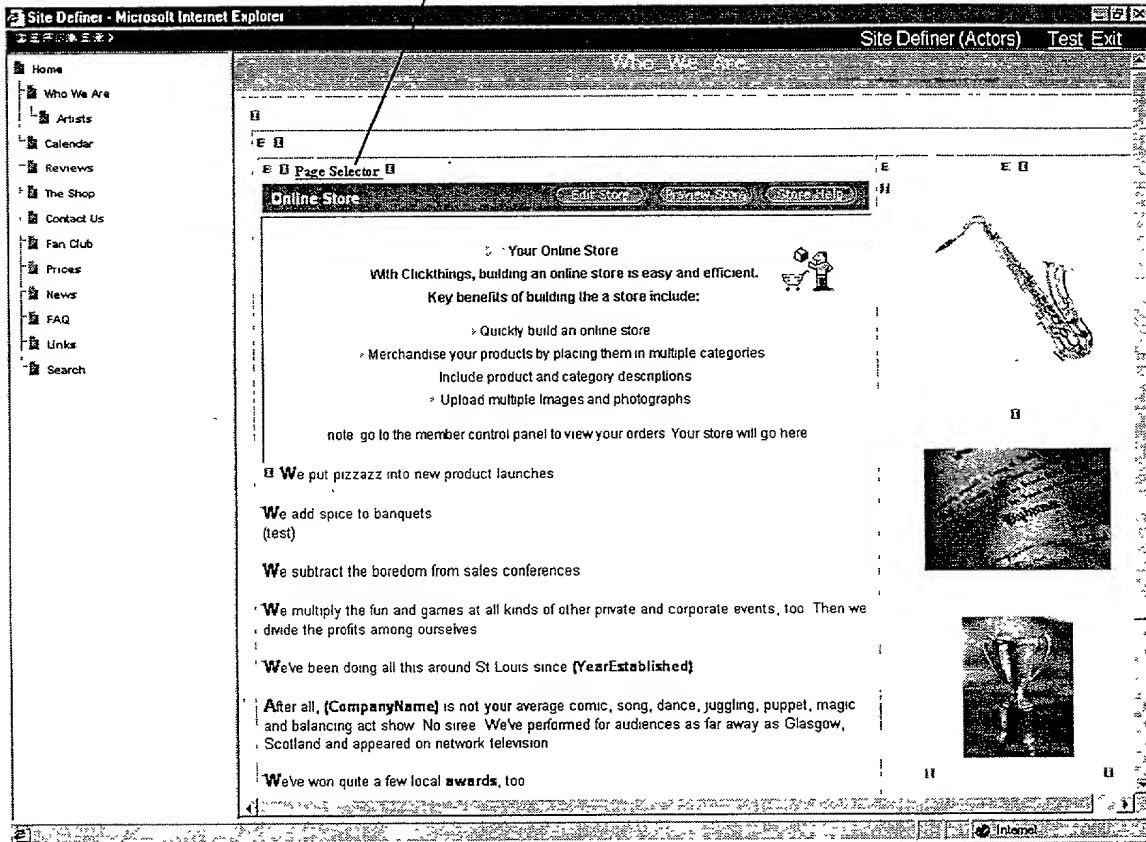 Site Definer - Microsoft Internet Explorer
DEFINER>
Site Definer (Actors) Test Exit
Home
Who We Are
Artists
Calendar
Reviews
The Shop
Contact Us
Fan Club
Prices
News
FAQ
Links
Search
Who We Are
E
E Page Selector
E
E
Online Store
Edit Store
Preview Store
Store Help
Your Online Store
With Clickthings, building an online store is easy and efficient.
Key benefits of building the a store include:
Quickly build an online store
Merchandise your products by placing them in multiple categories
Include product and category descriptions
Upload multiple images and photographs
note go to the member control panel to view your orders Your store will go here
We put pizzazz into new product launches
We add spice to banquets
(test)
We subtract the boredom from sales conferences
We multiply the fun and games at all kinds of other private and corporate events, too Then we
divide the profits among ourselves
We've been doing all this around St Louis since {YearEstablished}
After all, {CompanyName} is not your average comic, song, dance, juggling, puppet, magic
and balancing act show No siree We've performed for audiences as far away as Glasgow,
Scotland and appeared on network television
We've won quite a few local awards, too
Internet